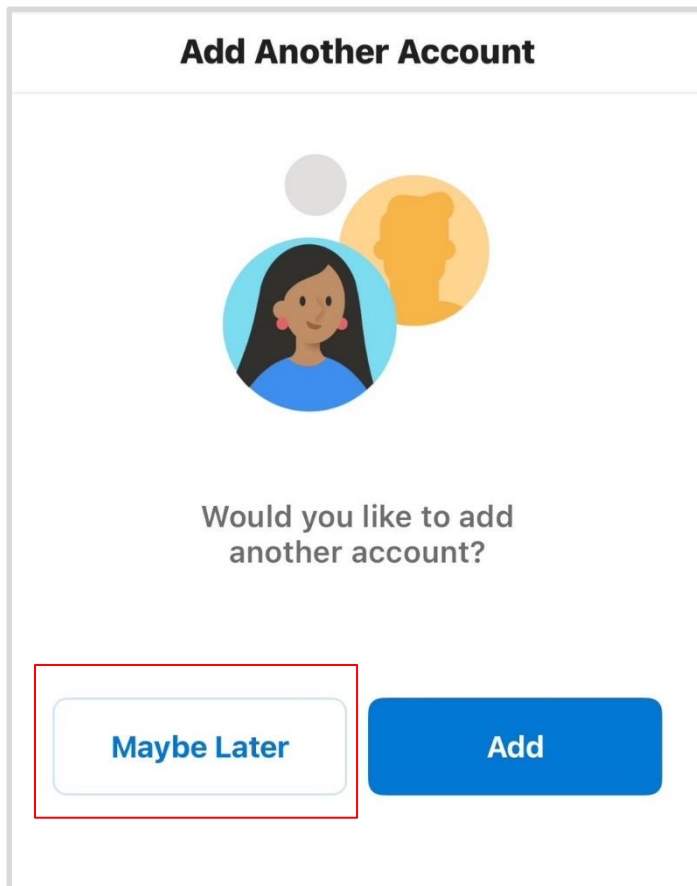 Add Another Account
Would you like to add
another account?
Maybe Later
Add